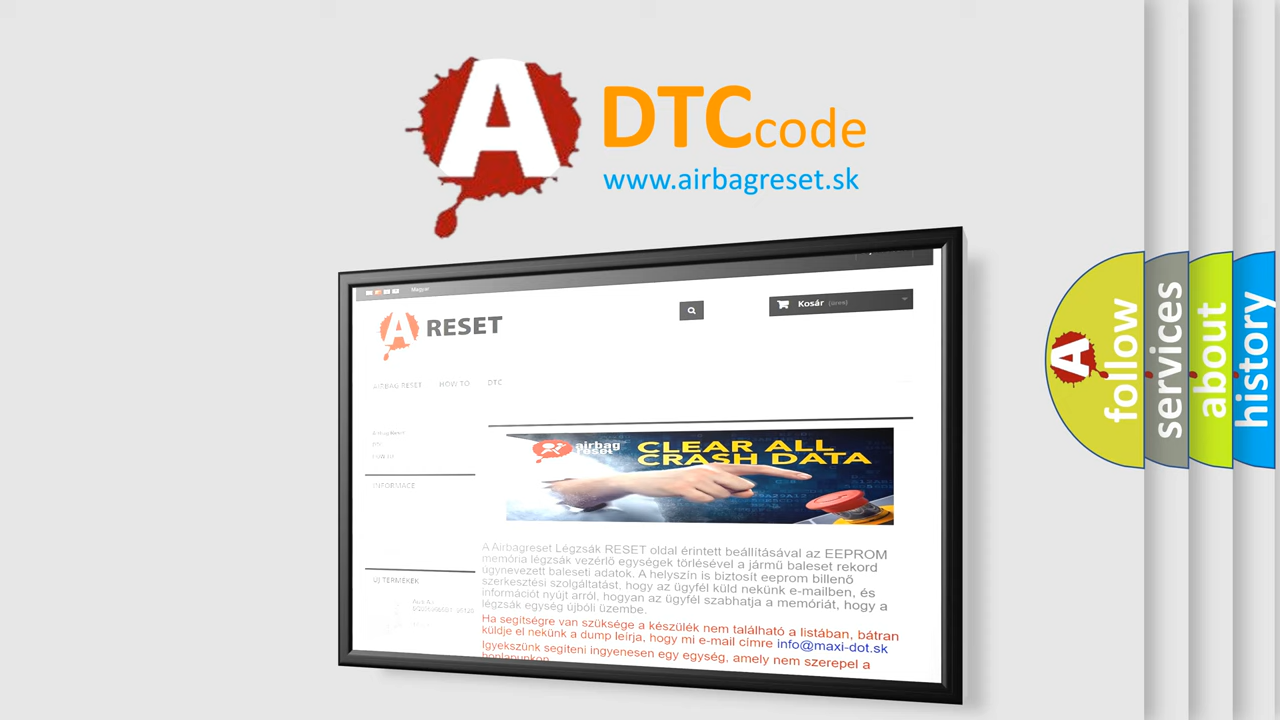 A DTCcode
www.airbagreset.sk
Magyar
A RESET
Kosár (üres)
AIRBAG RESET HOW TO DTC
INFORMACE
airbag
reset
CLEAR ALL
CRASH DATA
A Airbagreset Légzsák RESET oldal érintett beállításával az EEPROM
memória légzsák vezérlő egységek törlésével a jármű baleset rekord
úgynevezett baleseti adatok. A helyszín is biztosít eeprom billenő
szerkesztési szolgáltatást, hogy az ügyfél küld nekünk e-mailben, és
információt nyújt arról, hogyan az ügyfél szabhatja a memóriát, hogy a
légzsák egység újbóli üzembe.
Ha segítségre van szüksége a készülék nem található a listában, bátran
küldje el nekünk a dump leírja, hogy mi e-mail címre info@maxi-dot.sk
Igyekszünk segíteni ingyenesen egy egység, amely nem szerepel a
honlapunkon
ÚJ TERMÉKEK
A follow
services
about
history